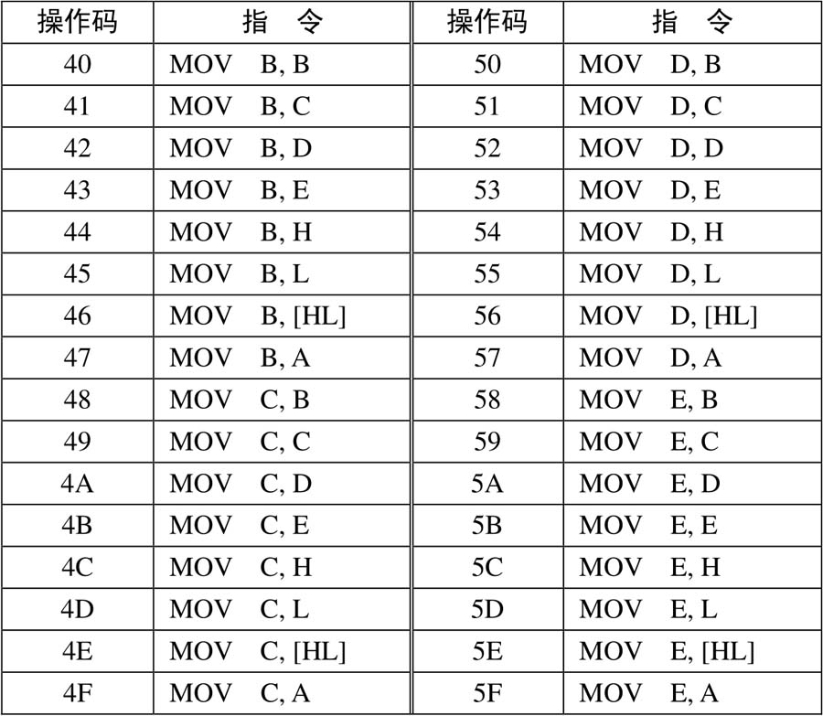 操作码 指 令 操作码 指 令
40 MOV B, B 50 MOV D, B
41 MOV B, C 51 MOV D, C
42 MOV B, D 52 MOV D, D
43 MOV B, E 53 MOV D, E
44 MOV B, H 54 MOV D, H
45 MOV B, L 55 MOV D, L
46 MOV B, [HL] 56 MOV D, [HL]
47 MOV B, A 57 MOV D, A
48 MOV C, B 58 MOV E, B
49 MOV C, C 59 MOV E, C
4A MOV C, D 5A MOV E, D
4B MOV C, E 5B MOV E, E
4C MOV C, H 5C MOV E, H
4D MOV C, L 5D MOV E, L
4E MOV C, [HL] 5E MOV E, [HL]
4F MOV C, A 5F MOV E, A